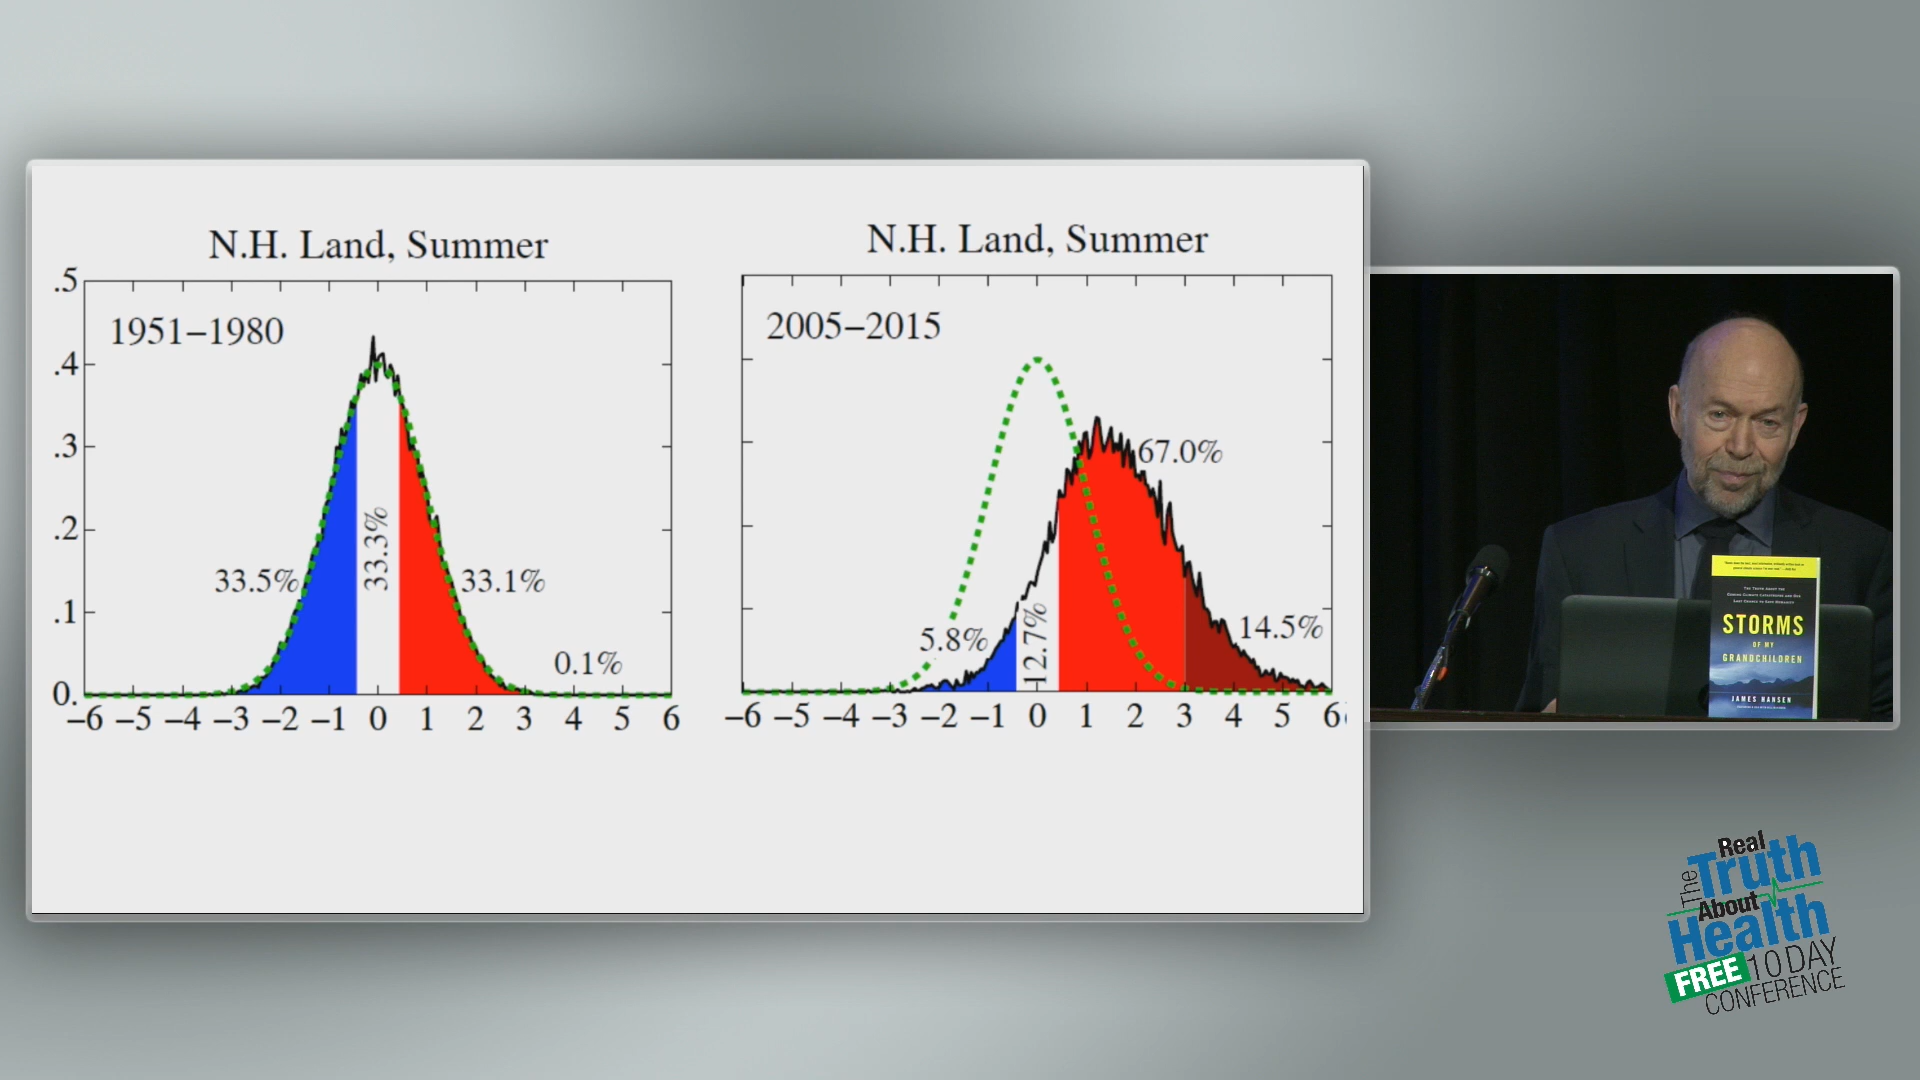 N.H. Land, Summer
.5
.4
.3
.2
.1
0.
1951–1980
33.5%
33.3%
33.1%
0.1%
−6 −5 −4 −3 −2 −1 0 1 2 3 4 5 6
N.H. Land, Summer
2005–2015
67.0%
5.8%
12.7%
14.5%
−6 −5 −4 −3 −2 −1 0 1 2 3 4 5 6
STORMS
OF MY
GRANDCHILDREN
JAMES HANSEN
The Real
Truth
About
Health
FREE 10 DAY
CONFERENCE